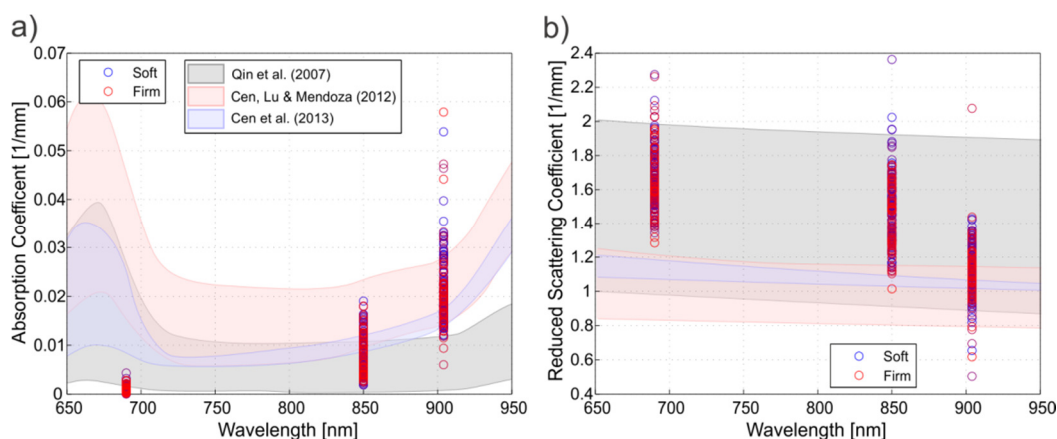 a)
Absorption Coefficent [1/mm]
0.07
0.06
0.05
0.04
0.03
0.02
0.01
0
650 700 750 800 850 900 950
Wavelength [nm]
Soft
Firm
Qin et al. (2007)
Cen, Lu & Mendoza (2012)
Cen et al. (2013)
b)
Reduced Scattering Coefficient [1/mm]
2.4
2.2
2
1.8
1.6
1.4
1.2
1
0.8
0.6
0.4
650 700 750 800 850 900 950
Wavelength [nm]
Soft
Firm